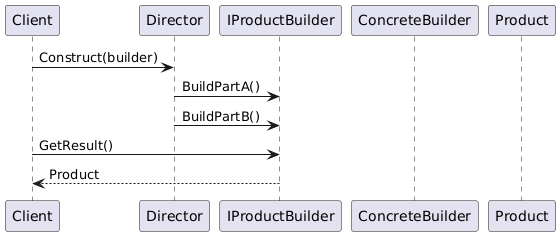 Client Director IProductBuilder ConcreteBuilder Product
Construct(builder)
BuildPartA()
BuildPartB()
GetResult()
Product
Client Director IProductBuilder ConcreteBuilder Product